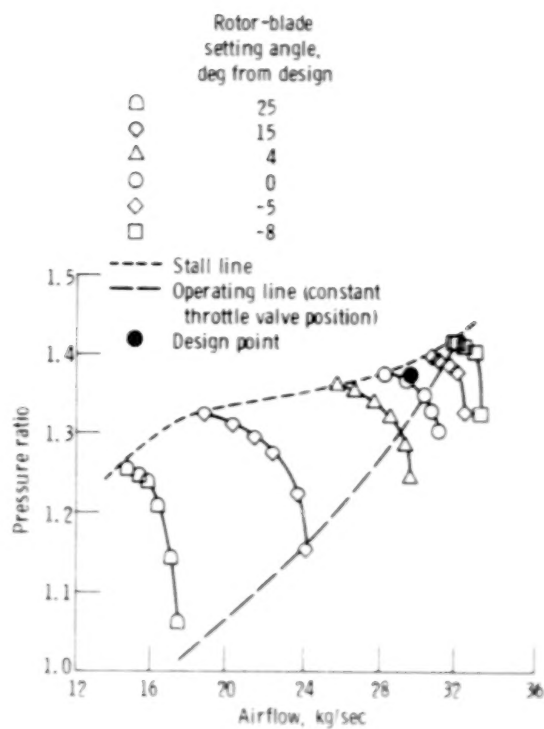 Rotor-blade
setting angle,
deg from design
25
15
4
0
-5
-8
Stall line
Operating line (constant
throttle valve position)
Design point
1.5
1.4
1.3
1.2
1.1
1.0
Pressure ratio
12 16 20 24 28 32 36
Airflow, kg/sec